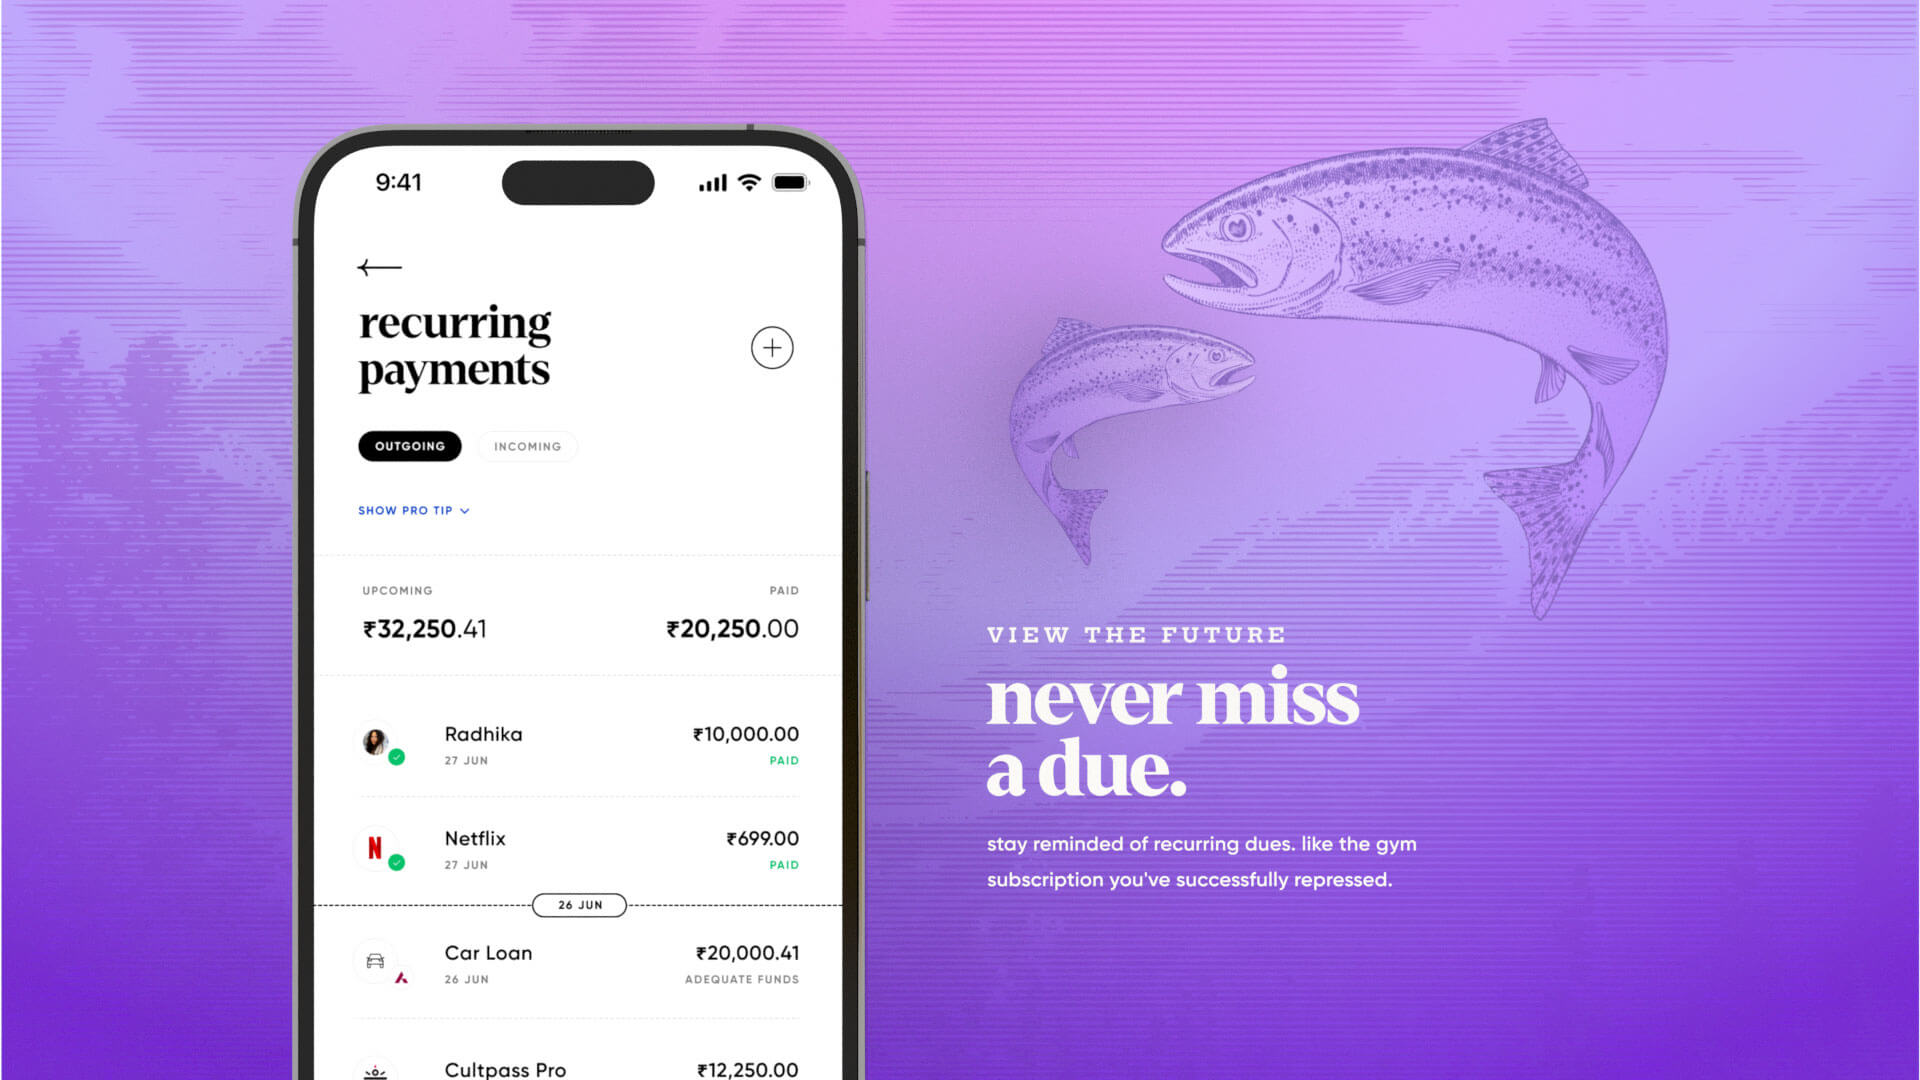 9:41
recurring
payments
OUTGOING
INCOMING
SHOW PRO TIP
UPCOMING
PAID
₹32,250.41
₹20,250.00
Radhika
₹10,000.00
27 JUN
PAID
N
Netflix
₹699.00
27 JUN
PAID
26 JUN
Car Loan
₹20,000.41
26 JUN
ADEQUATE FUNDS
Cultpass Pro
₹12,250.00
VIEW THE FUTURE
never miss
a due.
stay reminded of recurring dues. like the gym
subscription you've successfully repressed.